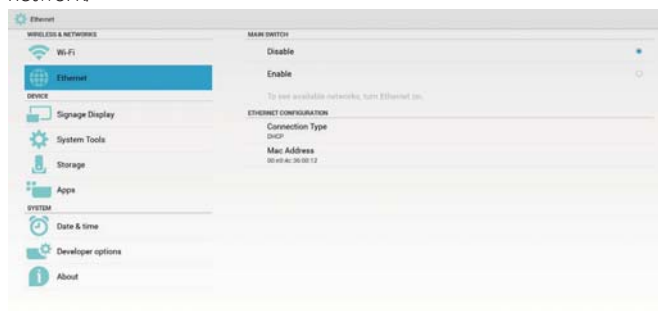 Ethernet
WIRELESS & NETWORKS
Wi-Fi
Ethernet
DEVICE
Signage Display
System Tools
Storage
Apps
SYSTEM
Date & time
Developer options
About
MAIN SWITCH
Disable
Enable
To see available networks, turn Ethernet on.
ETHERNET CONFIGURATION
Connection Type
DHCP
Mac Address